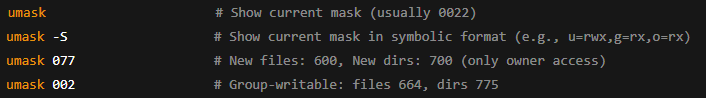 umask                    # Show current mask (usually 0022)
umask -S                 # Show current mask in symbolic format (e.g., u=rwx,g=rx,o=rx)
umask 077                # New files: 600, New dirs: 700 (only owner access)
umask 002                # Group-writable: files 664, dirs 775